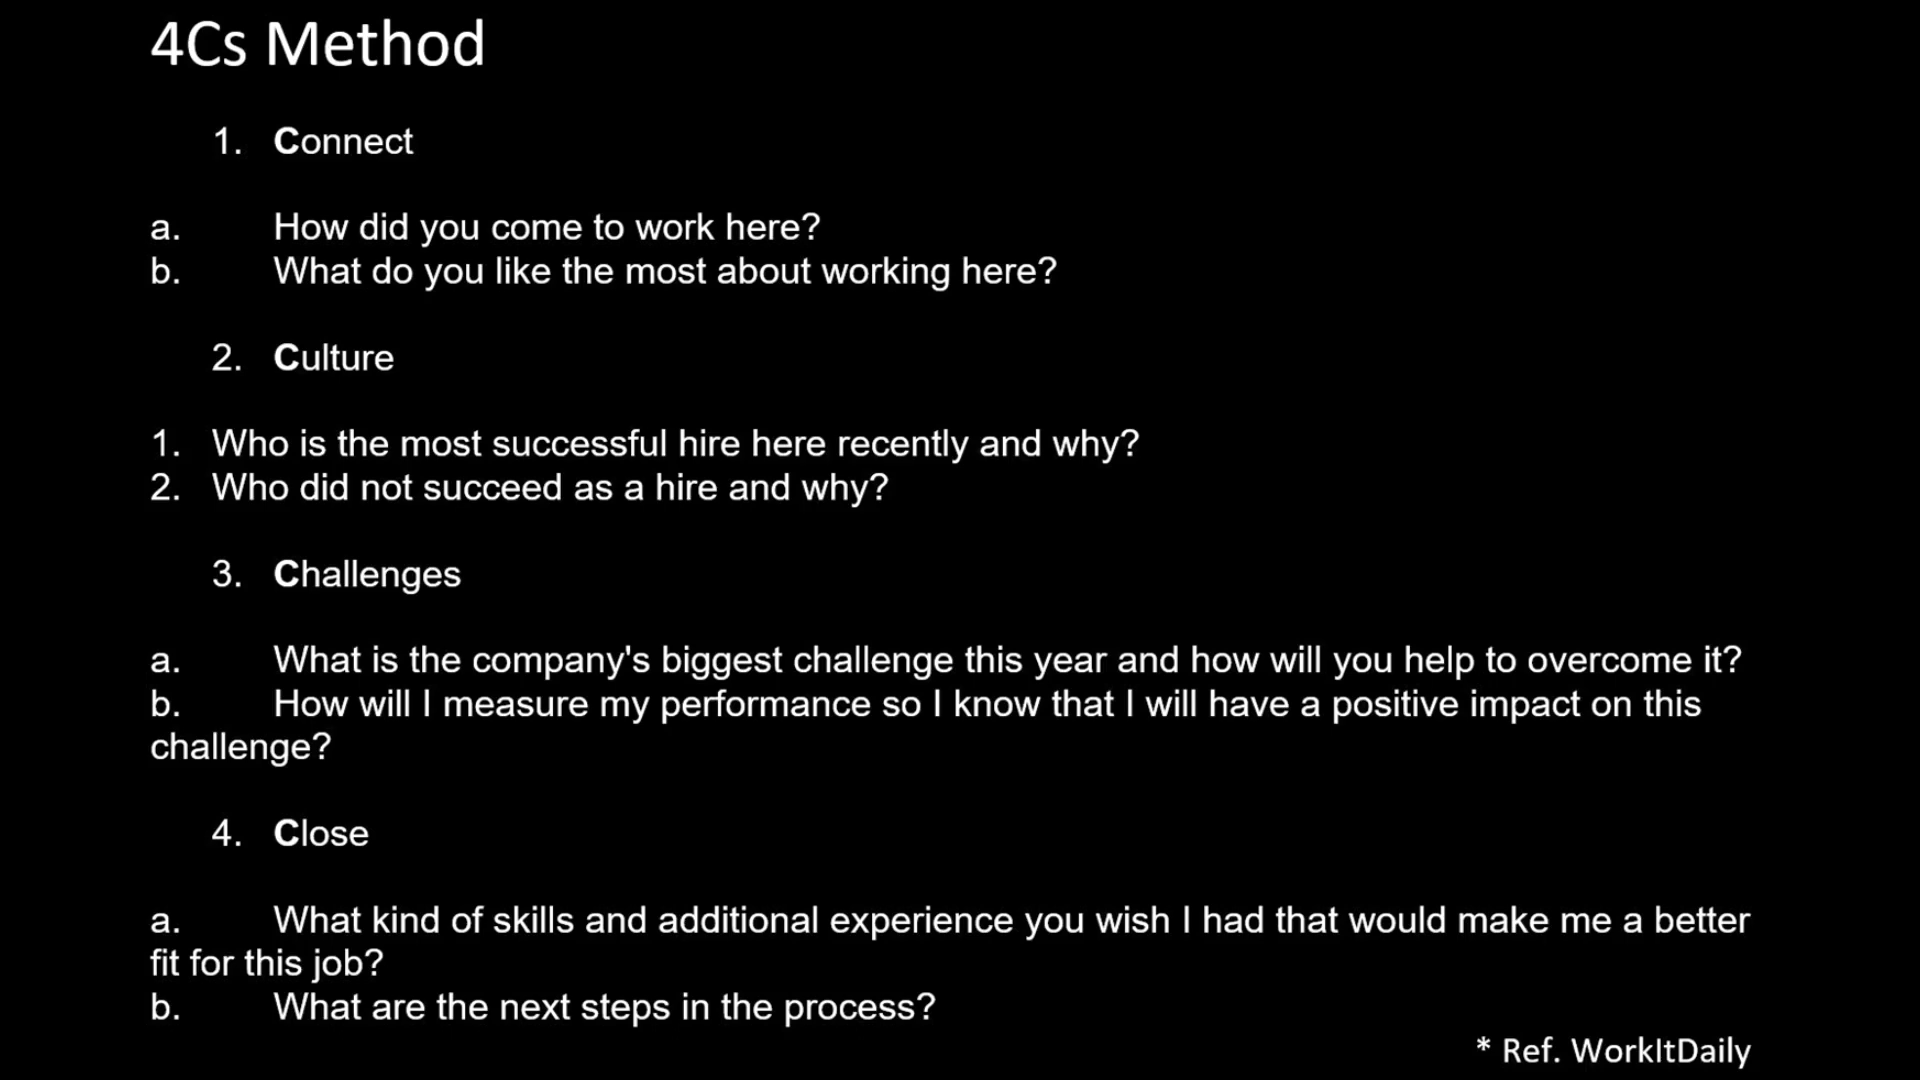 4Cs Method
1. Connect
a. How did you come to work here?
b. What do you like the most about working here?
2. Culture
1. Who is the most successful hire here recently and why?
2. Who did not succeed as a hire and why?
3. Challenges
a. What is the company's biggest challenge this year and how will you help to overcome it?
b. How will I measure my performance so I know that I will have a positive impact on this
challenge?
4. Close
a. What kind of skills and additional experience you wish I had that would make me a better
fit for this job?
b. What are the next steps in the process?
* Ref. WorkItDaily